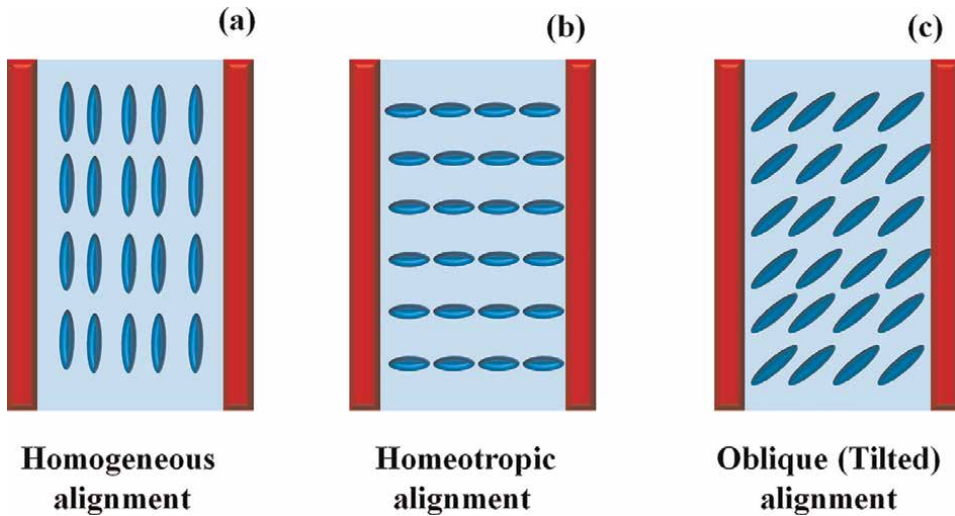 (a)
(b)
(c)
Homogeneous
alignment
Homeotropic
alignment
Oblique (Tilted)
alignment